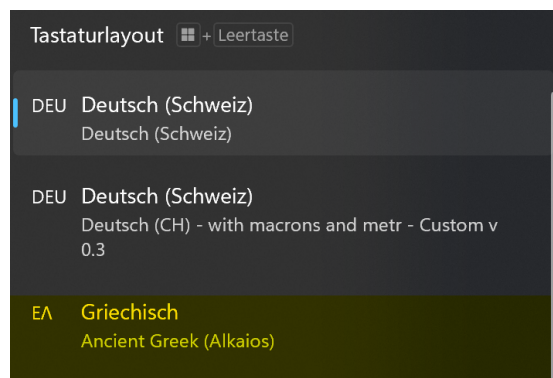 Tastaturlayout + Leertaste
DEU Deutsch (Schweiz)
Deutsch (Schweiz)
DEU Deutsch (Schweiz)
Deutsch (CH) - with macrons and metr - Custom v
0.3
ΕΛ Griechisch
Ancient Greek (Alkaios)